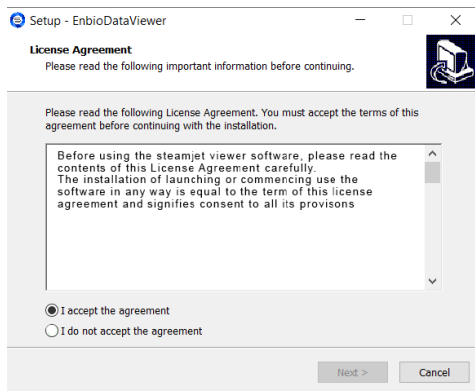 Setup - EnbioDataViewer
License Agreement
Please read the following important information before continuing.
Please read the following License Agreement. You must accept the terms of this
agreement before continuing with the installation.
Before using the steamjet viewer software, please read the
contents of this License Agreement carefully.
The installation of launching or commencing use the
software in any way is equal to the term of this license
agreement and signifies consent to all its provisons
I accept the agreement
I do not accept the agreement
Next >
Cancel